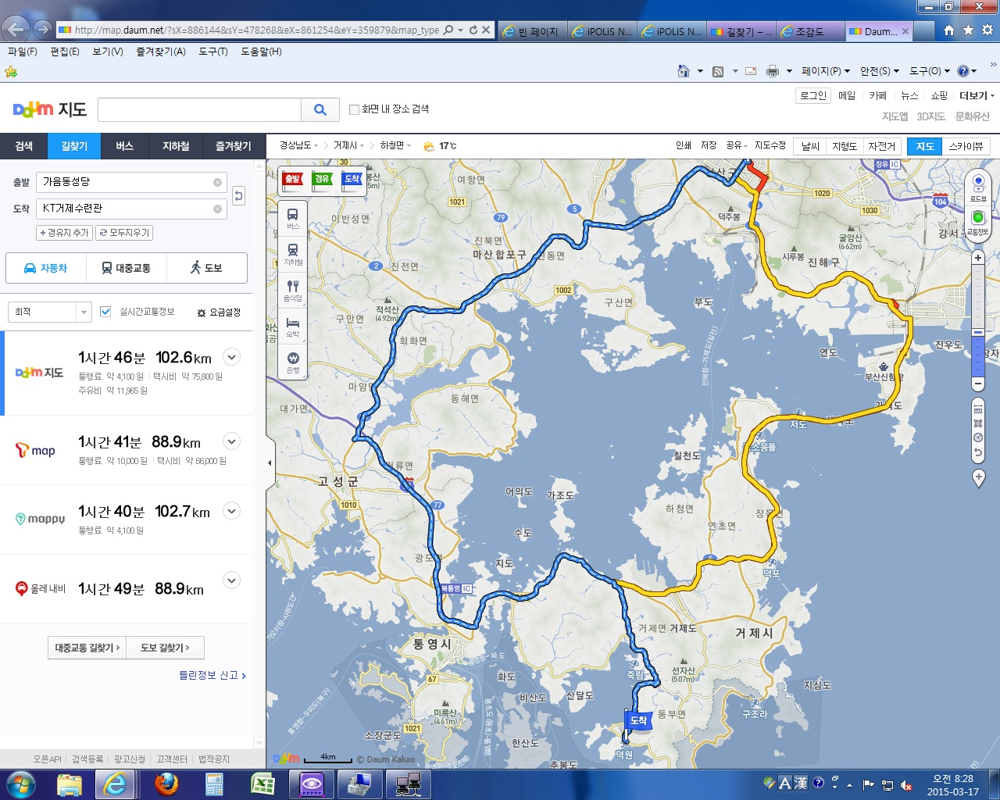 http://map.daum.net/?sX=886144&sY=478268&eX=861254&eY=359879&map_type
빈 페이지
iPOLiS N...
iPOLiS N...
길찾기 – ...
조감도
Daum...
파일(F) 편집(E) 보기(V) 즐겨찾기(A) 도구(T) 도움말(H)
페이지(P) 안전(S) 도구(O)
로그인 메일 카페 뉴스 쇼핑 더보기
Daum 지도
화면 내 장소 검색
지도앱 3D지도 문화유산
검색 길찾기 버스 지하철 즐겨찾기
경상남도 거제시 하청면 17℃
인쇄 저장 공유 지도수정 날씨 지형도 자전거 지도 스카이뷰
출발 가음동성당
도착 KT거제수련관
+ 경유지 추가 모두지우기
자동차 대중교통 도보
최적 실시간교통정보 요금설정
Daum 지도 1시간 46분 102.6km
통행료 약 4,100원 택시비 약 75,800원
주유비 약 11,965원
T map 1시간 41분 88.9km
통행료 약 10,000원 택시비 약 66,000원
mappy 1시간 40분 102.7km
통행료 약 4,100원
올레 내비 1시간 49분 88.9km
대중교통 길찾기 도보 길찾기
틀린정보 신고
오픈API 검색등록 광고신청 고객센터 법적공지
출발 경유 도착
버스
지하철
음식점
숙박
은행
로드뷰
교통정보
30
여항면
1021
79
5
이반성면
진북면
마산합포구
2
진전면
진동면
1002
적석산
(492m)
구산면
구만면
회화면
마암면
대가면
동해면
거류면
고성군
1010
77
광도면
북통영 IC
통영시
67
미륵산
(461m)
1021
소장군도
한산도
추봉도
비산도
산달도
화도
죽림
선자산
(507m)
동부면
도착
덕원
구조라
지심도
거제면 거제도
거제시
덕포
5
연초면
장목면
하청면
칠천도
가조도
어의도
수도
지도
저도
가덕도
부산신항만
연도
진우도
부도
진해구
시루봉
굴암산
(662m)
덕주봉
1020
1030
104
장유 IC
강서구
4km
© Daum Kakao
오전 8:28
2015-03-17